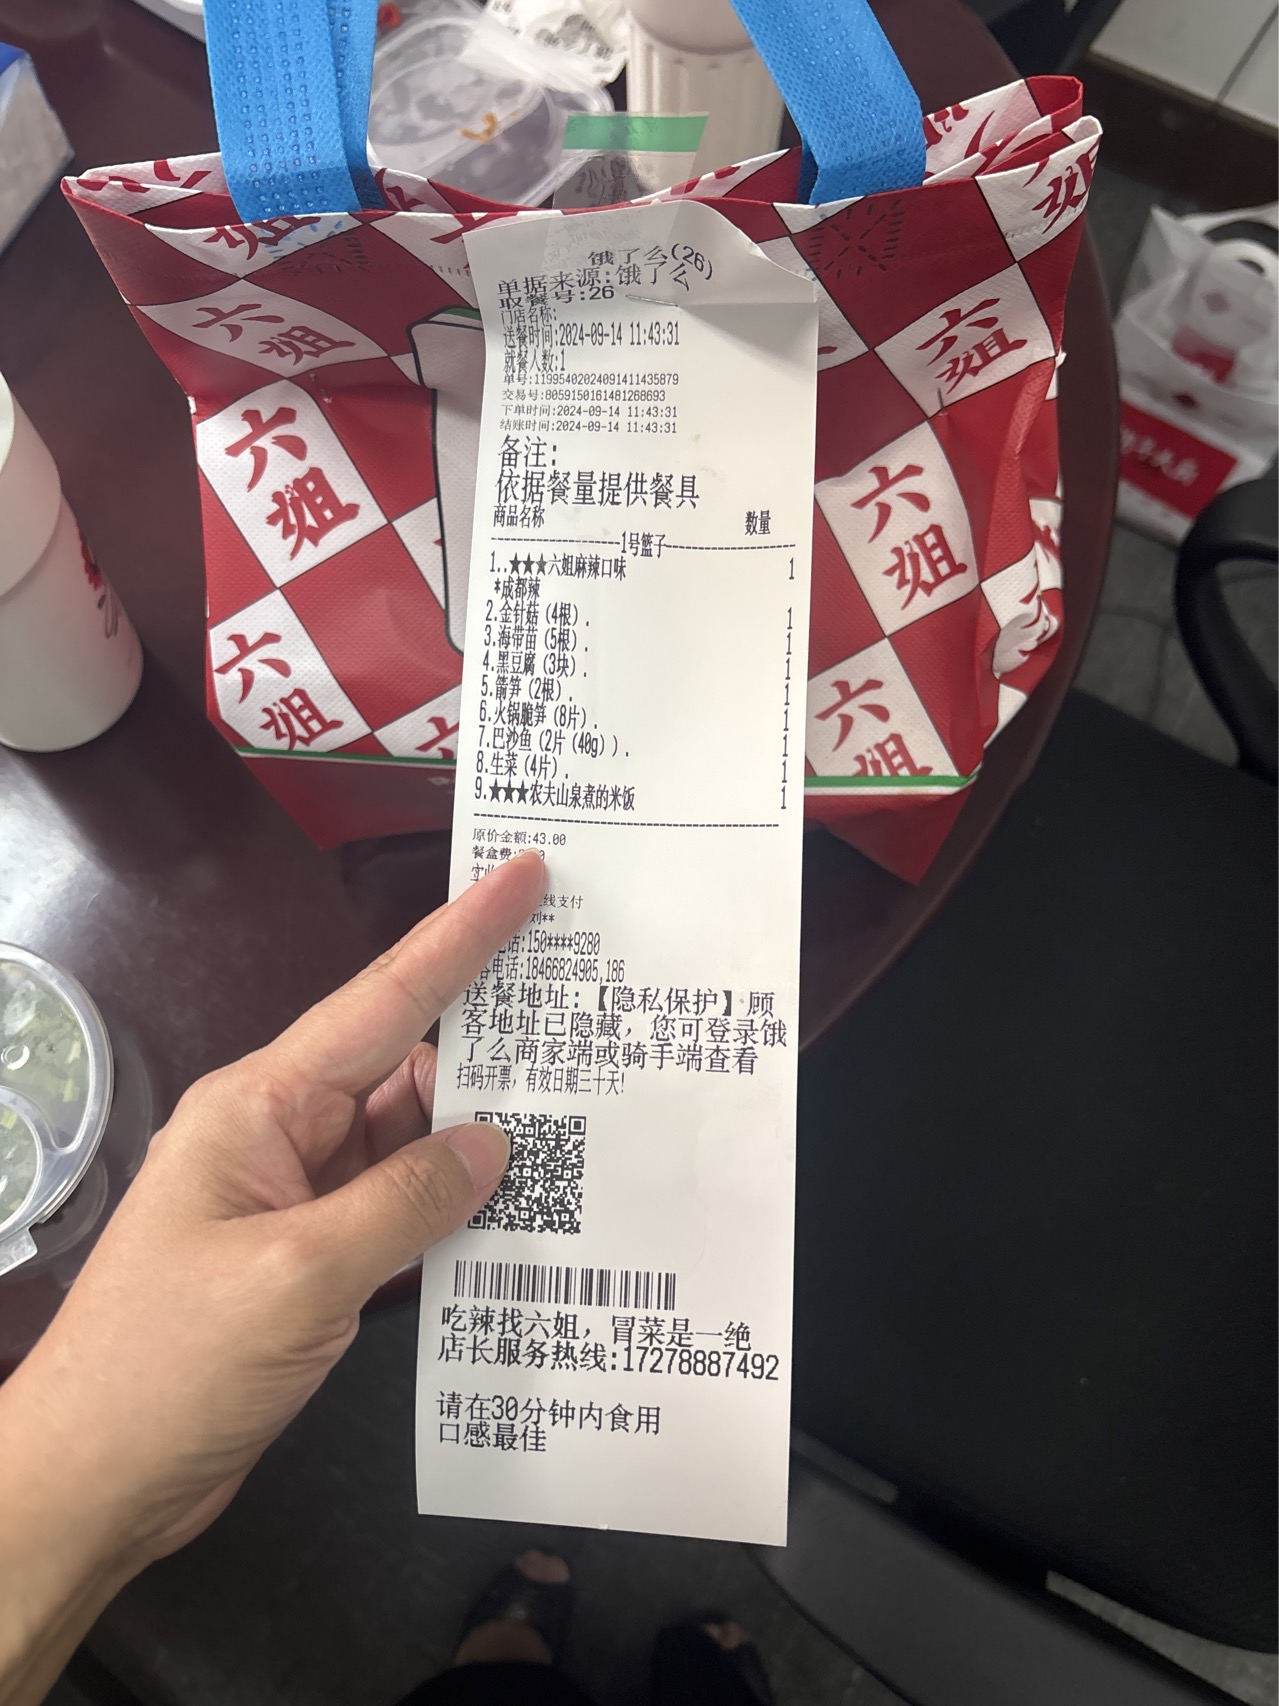 饿了么(26)
单据来源:饿了么
取餐号:26
门店名称:
送餐时间:2024-09-14 11:43:31
就餐人数:1
单号:11995402024091411435879
交易号:8059150161481268693
下单时间:2024-09-14 11:43:31
结账时间:2024-09-14 11:43:31
备注:
依据餐量提供餐具
商品名称 数量
1号篮子
1..★★★六姐麻辣口味 1
*成都辣
2.金针菇(4根). 1
3.海带苗(5根). 1
4.黑豆腐(3块). 1
5.箭笋(2根). 1
6.火锅脆笋(8片). 1
7.巴沙鱼(2片(40g)). 1
8.生菜(4片). 1
9.★★★农夫山泉煮的米饭 1
原价金额:43.00
餐盒费:
线支付
刘**
电话:150****9280
客电话:18466824905,186
送餐地址:【隐私保护】顾
客地址已隐藏，您可登录饿
了么商家端或骑手端查看
扫码开票，有效日期三十天!
吃辣找六姐，冒菜是一绝
店长服务热线:17278887492
请在30分钟内食用
口感最佳
六姐
六姐
六姐
六姐
六姐
六姐